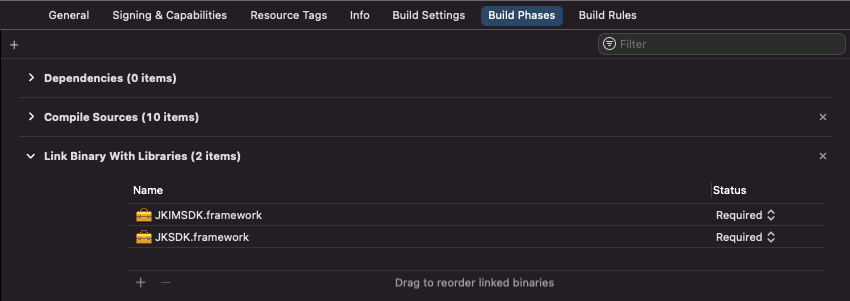 General Signing & Capabilities Resource Tags Info Build Settings Build Phases Build Rules
Filter
Dependencies (0 items)
Compile Sources (10 items)
Link Binary With Libraries (2 items)
Name Status
JKIMSDK.framework Required
JKSDK.framework Required
Drag to reorder linked binaries